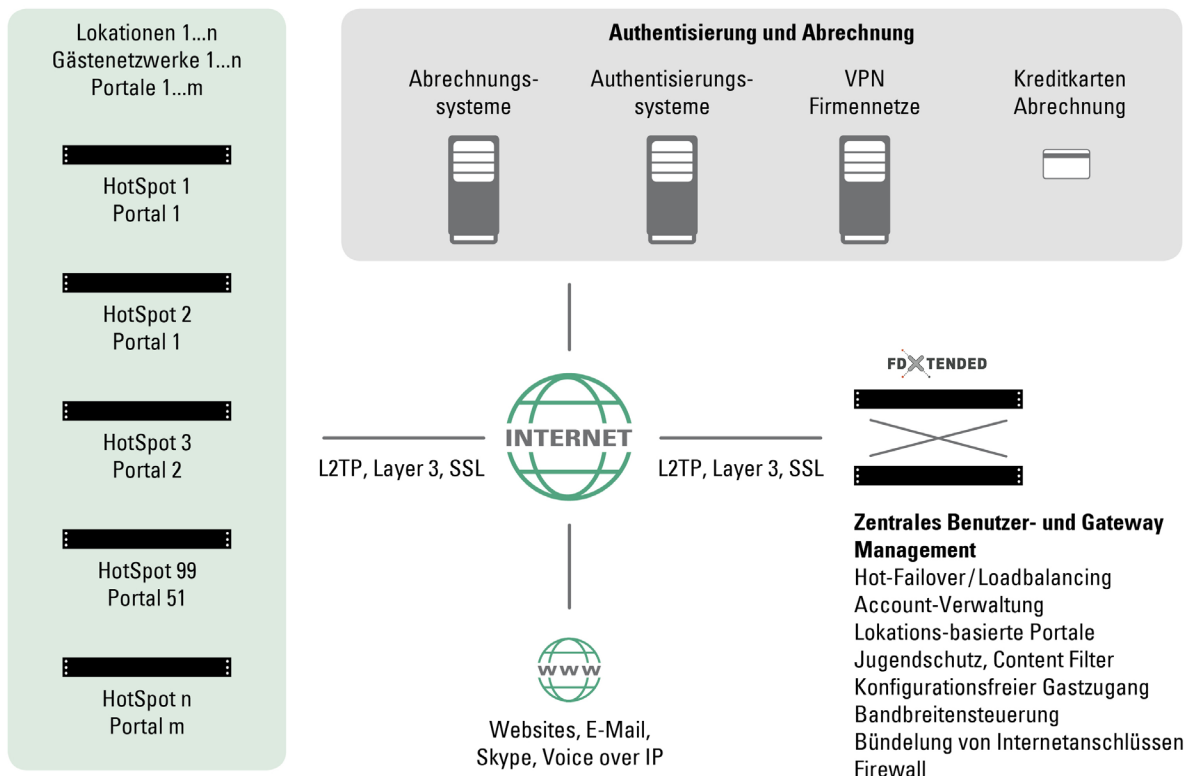 Lokationen 1...n
Gästenetzwerke 1...n
Portale 1...m
HotSpot 1
Portal 1
HotSpot 2
Portal 1
HotSpot 3
Portal 2
HotSpot 99
Portal 51
HotSpot n
Portal m
Authentisierung und Abrechnung
Abrechnungs-
systeme
Authentisierungs-
systeme
VPN
Firmennetze
Kreditkarten
Abrechnung
INTERNET
L2TP, Layer 3, SSL
L2TP, Layer 3, SSL
WWW
Websites, E-Mail,
Skype, Voice over IP
FDXTENDED
Zentrales Benutzer- und Gateway
Management
Hot-Failover/Loadbalancing
Account-Verwaltung
Lokations-basierte Portale
Jugendschutz, Content Filter
Konfigurationsfreier Gastzugang
Bandbreitensteuerung
Bündelung von Internetanschlüssen
Firewall